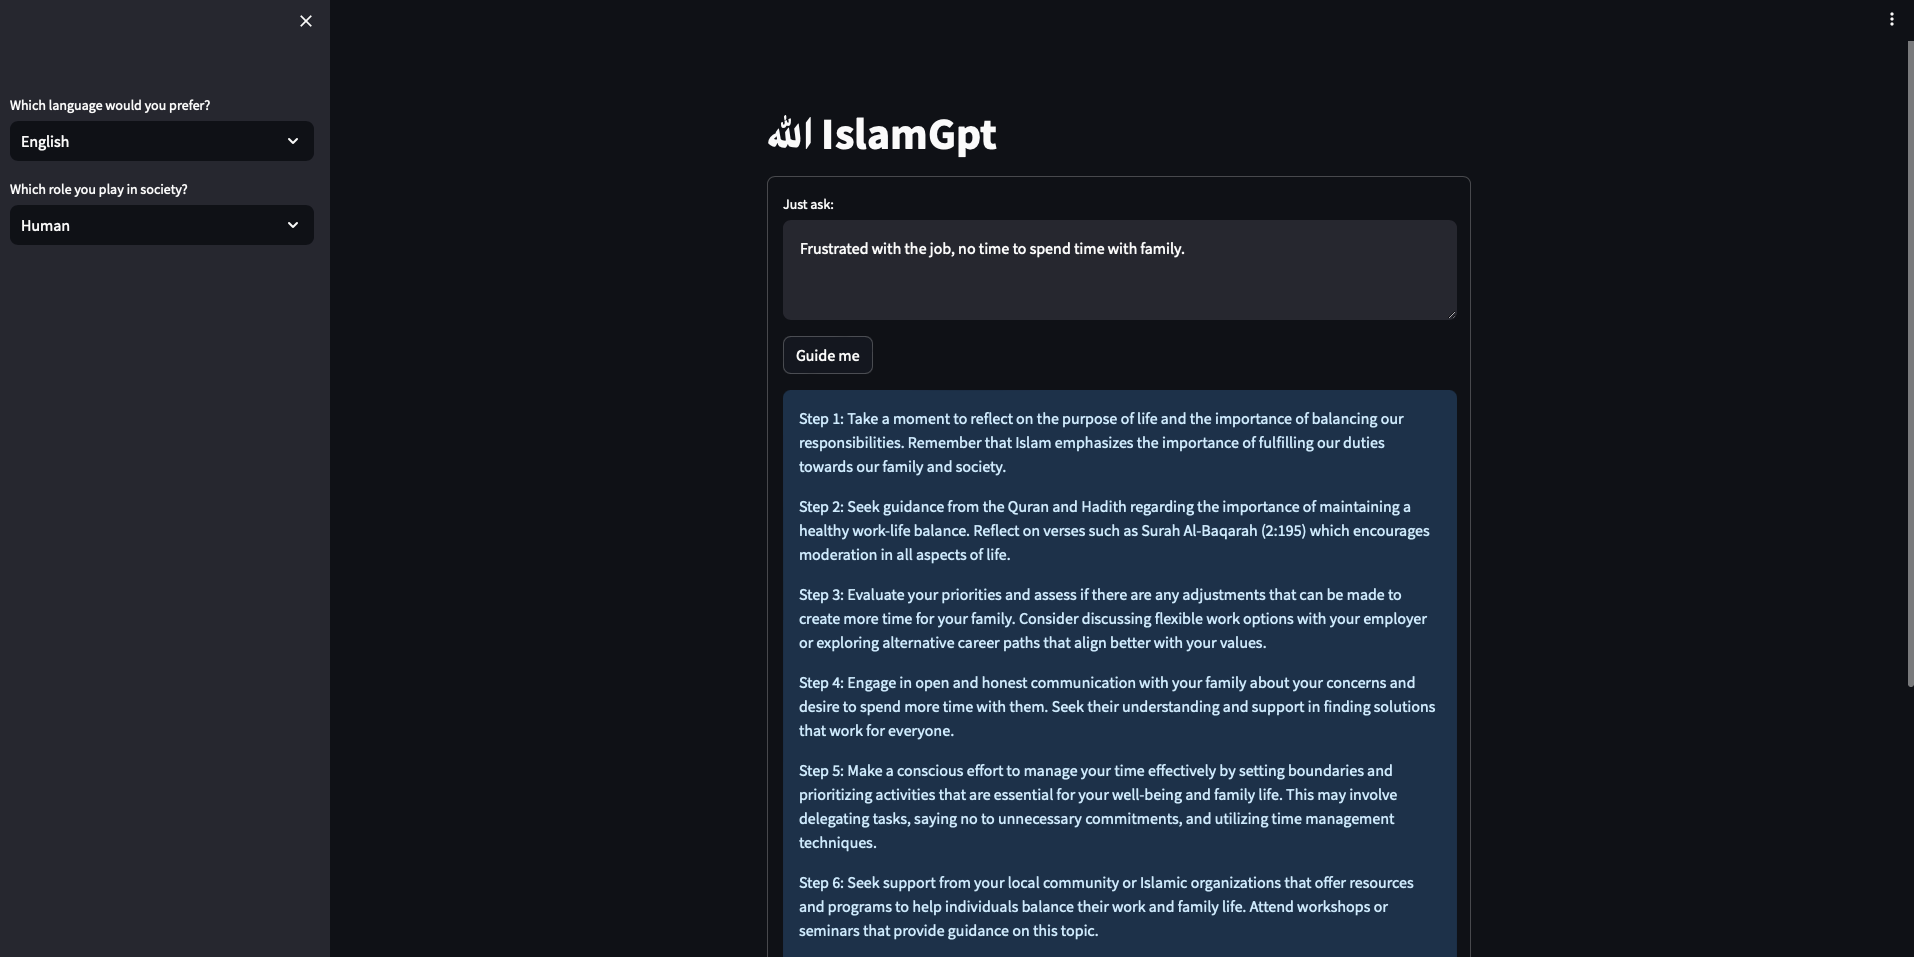 Which language would you prefer?
English
Which role you play in society?
Human
ﷲ IslamGpt
Just ask:
Frustrated with the job, no time to spend time with family.
Guide me
Step 1: Take a moment to reflect on the purpose of life and the importance of balancing our
responsibilities. Remember that Islam emphasizes the importance of fulfilling our duties
towards our family and society.
Step 2: Seek guidance from the Quran and Hadith regarding the importance of maintaining a
healthy work-life balance. Reflect on verses such as Surah Al-Baqarah (2:195) which encourages
moderation in all aspects of life.
Step 3: Evaluate your priorities and assess if there are any adjustments that can be made to
create more time for your family. Consider discussing flexible work options with your employer
or exploring alternative career paths that align better with your values.
Step 4: Engage in open and honest communication with your family about your concerns and
desire to spend more time with them. Seek their understanding and support in finding solutions
that work for everyone.
Step 5: Make a conscious effort to manage your time effectively by setting boundaries and
prioritizing activities that are essential for your well-being and family life. This may involve
delegating tasks, saying no to unnecessary commitments, and utilizing time management
techniques.
Step 6: Seek support from your local community or Islamic organizations that offer resources
and programs to help individuals balance their work and family life. Attend workshops or
seminars that provide guidance on this topic.